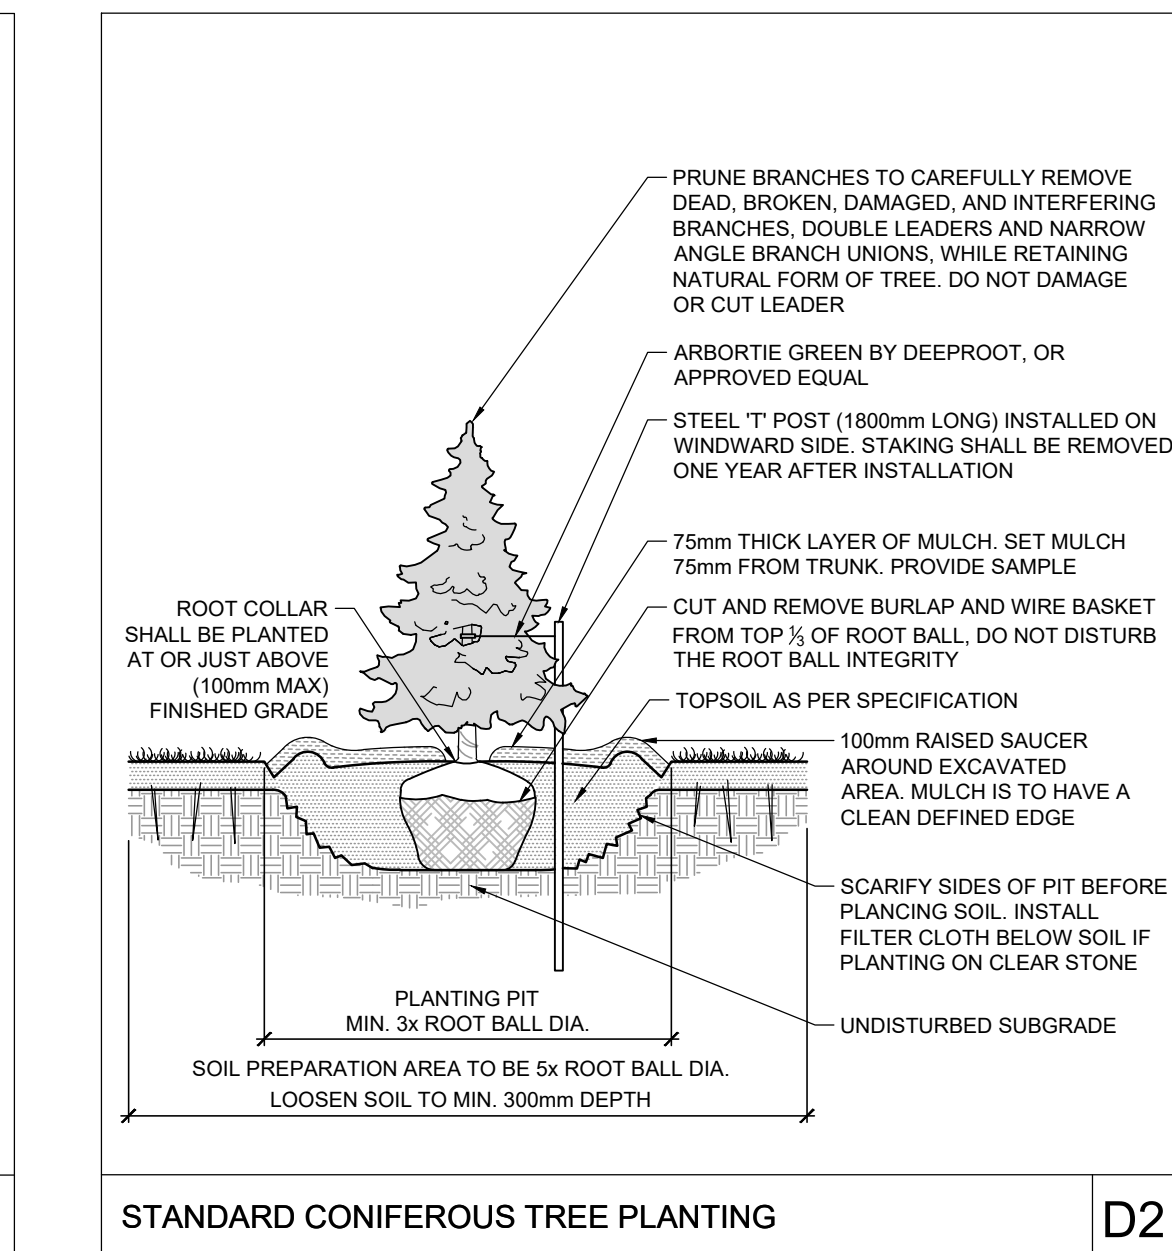 PRUNE BRANCHES TO CAREFULLY REMOVE
DEAD, BROKEN, DAMAGED, AND INTERFERING
BRANCHES, DOUBLE LEADERS AND NARROW
ANGLE BRANCH UNIONS, WHILE RETAINING
NATURAL FORM OF TREE. DO NOT DAMAGE
OR CUT LEADER
ARBORTIE GREEN BY DEEPROOT, OR
APPROVED EQUAL
STEEL 'T' POST (1800mm LONG) INSTALLED ON
WINDWARD SIDE. STAKING SHALL BE REMOVED
ONE YEAR AFTER INSTALLATION
75mm THICK LAYER OF MULCH. SET MULCH
75mm FROM TRUNK. PROVIDE SAMPLE
CUT AND REMOVE BURLAP AND WIRE BASKET
FROM TOP ⅓ OF ROOT BALL, DO NOT DISTURB
THE ROOT BALL INTEGRITY
ROOT COLLAR
SHALL BE PLANTED
AT OR JUST ABOVE
(100mm MAX)
FINISHED GRADE
TOPSOIL AS PER SPECIFICATION
100mm RAISED SAUCER
AROUND EXCAVATED
AREA. MULCH IS TO HAVE A
CLEAN DEFINED EDGE
SCARIFY SIDES OF PIT BEFORE
PLANCING SOIL. INSTALL
FILTER CLOTH BELOW SOIL IF
PLANTING ON CLEAR STONE
UNDISTURBED SUBGRADE
PLANTING PIT
MIN. 3x ROOT BALL DIA.
SOIL PREPARATION AREA TO BE 5x ROOT BALL DIA.
LOOSEN SOIL TO MIN. 300mm DEPTH
STANDARD CONIFEROUS TREE PLANTING
D2